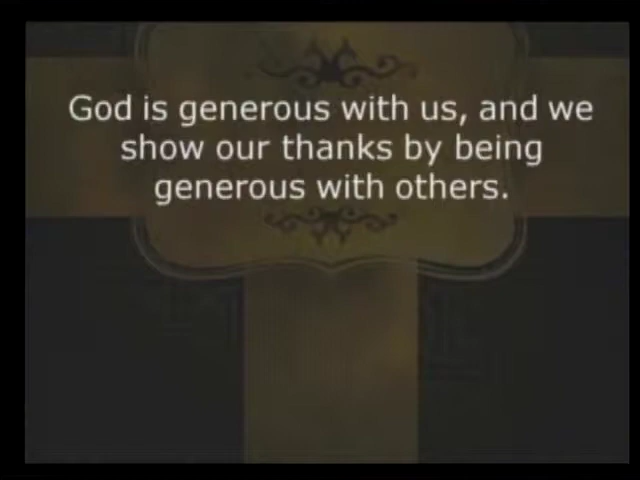 God is generous with us, and we
show our thanks by being
generous with others.